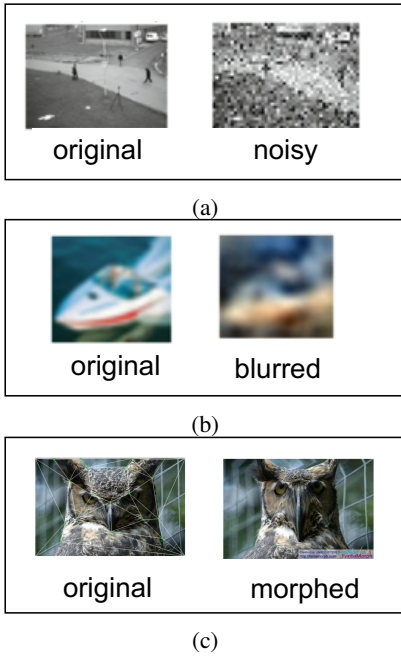 original noisy
(a)
original blurred
(b)
original morphed
(c)